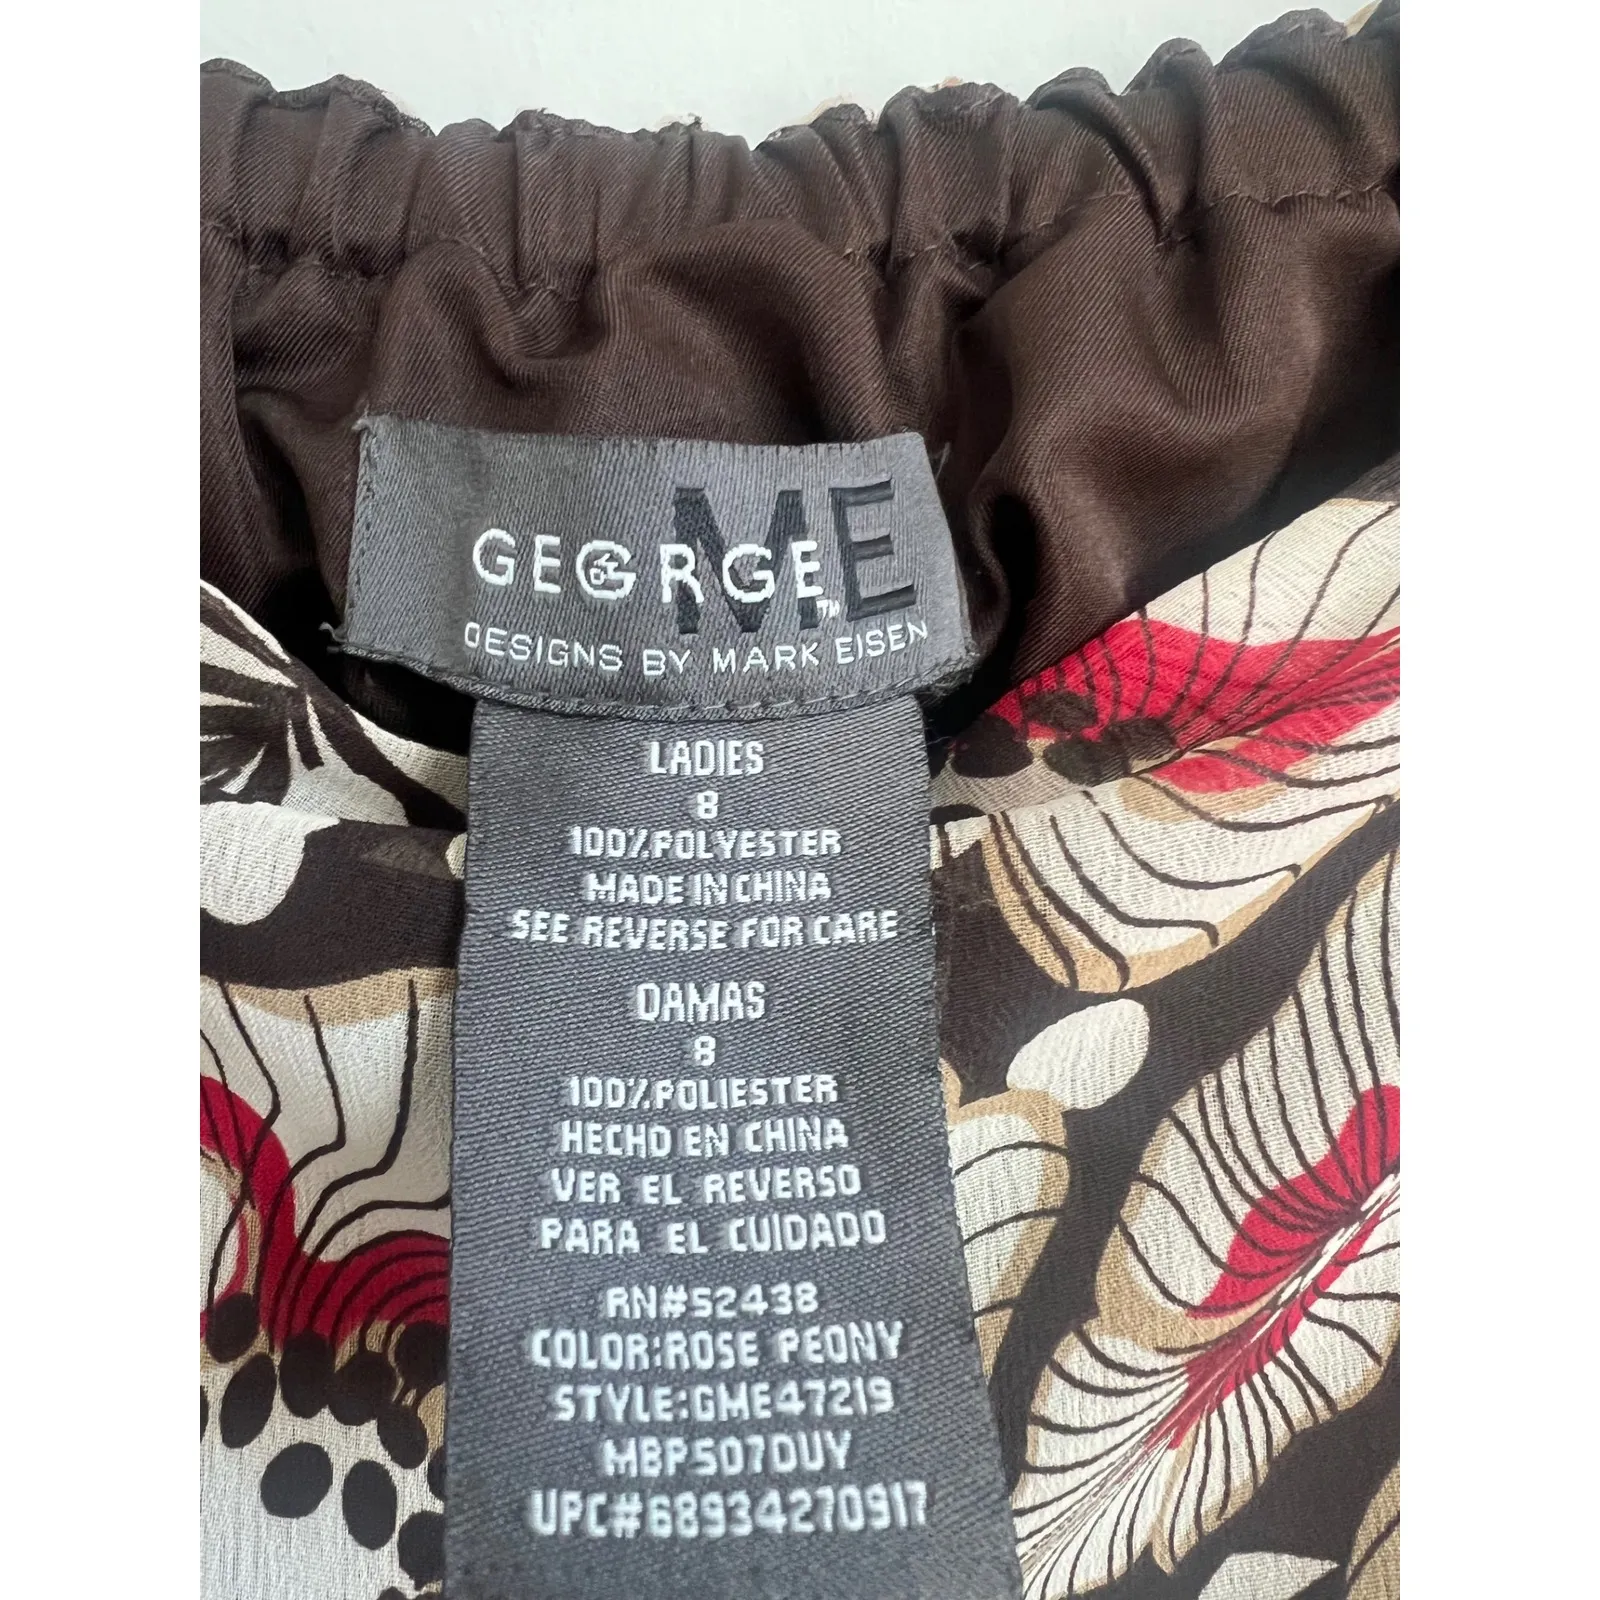 ME
GEORGE™
DESIGNS BY MARK EISEN
LADIES
8
100% POLYESTER
MADE IN CHINA
SEE REVERSE FOR CARE
DAMAS
8
100% POLIESTER
HECHO EN CHINA
VER EL REVERSO
PARA EL CUIDADO
RN#52438
COLOR:ROSE PEONY
STYLE:GME47219
MBPS07DUY
UPC#68934270917